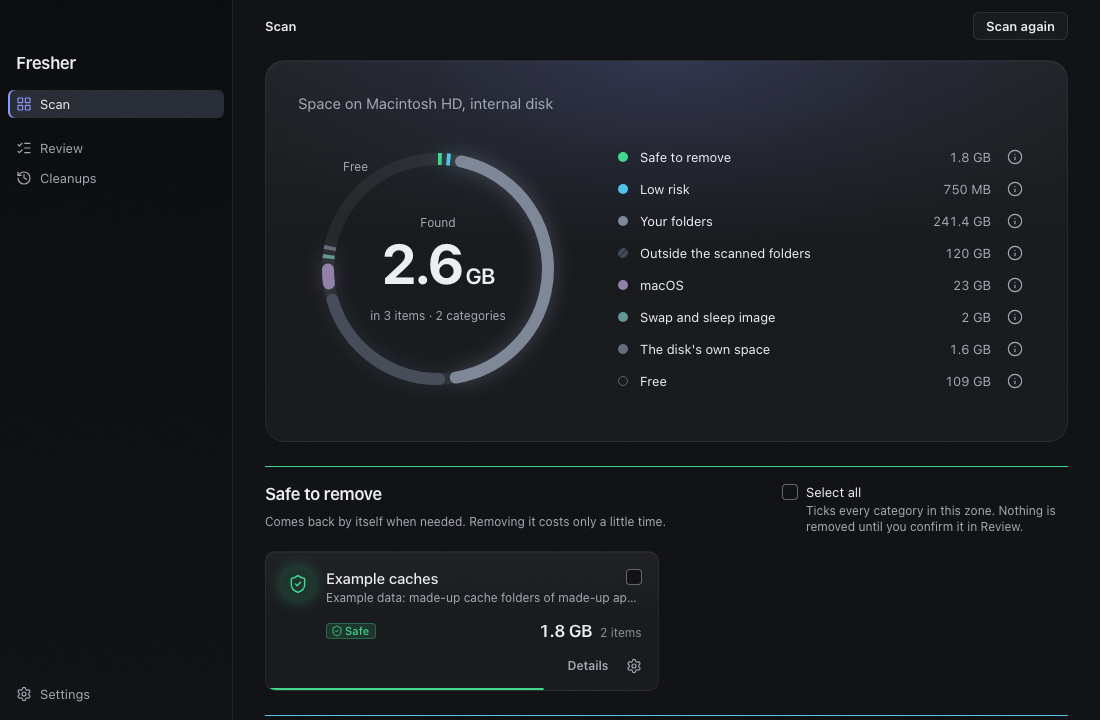 Scan
Scan again
Fresher
Scan
Review
Cleanups
Settings
Space on Macintosh HD, internal disk
Free
Found
2.6 GB
in 3 items · 2 categories
Safe to remove 1.8 GB
Low risk 750 MB
Your folders 241.4 GB
Outside the scanned folders 120 GB
macOS 23 GB
Swap and sleep image 2 GB
The disk's own space 1.6 GB
Free 109 GB
Safe to remove
Comes back by itself when needed. Removing it costs only a little time.
Select all
Ticks every category in this zone. Nothing is
removed until you confirm it in Review.
Example caches
Example data: made-up cache folders of made-up ap...
Safe
1.8 GB 2 items
Details